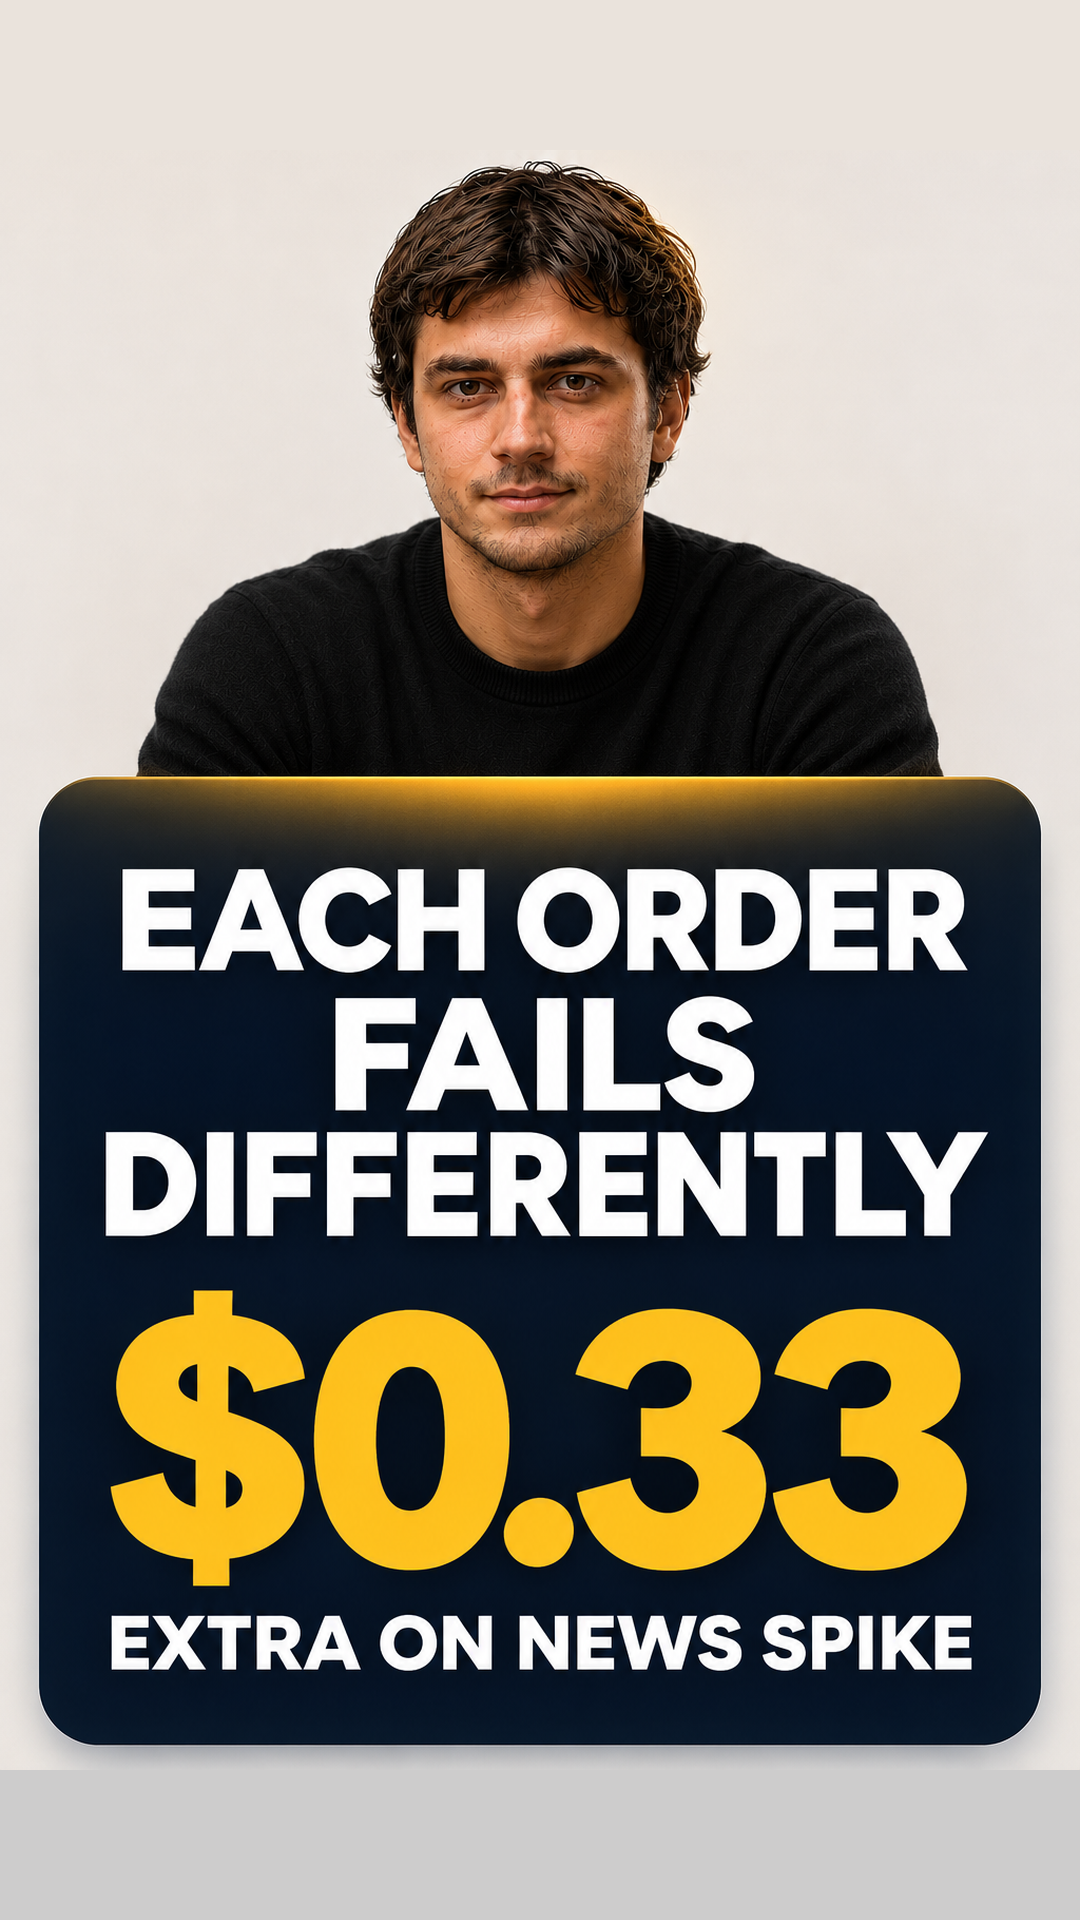 EACH ORDER
FAILS
DIFFERENTLY
$0.33
EXTRA ON NEWS SPIKE